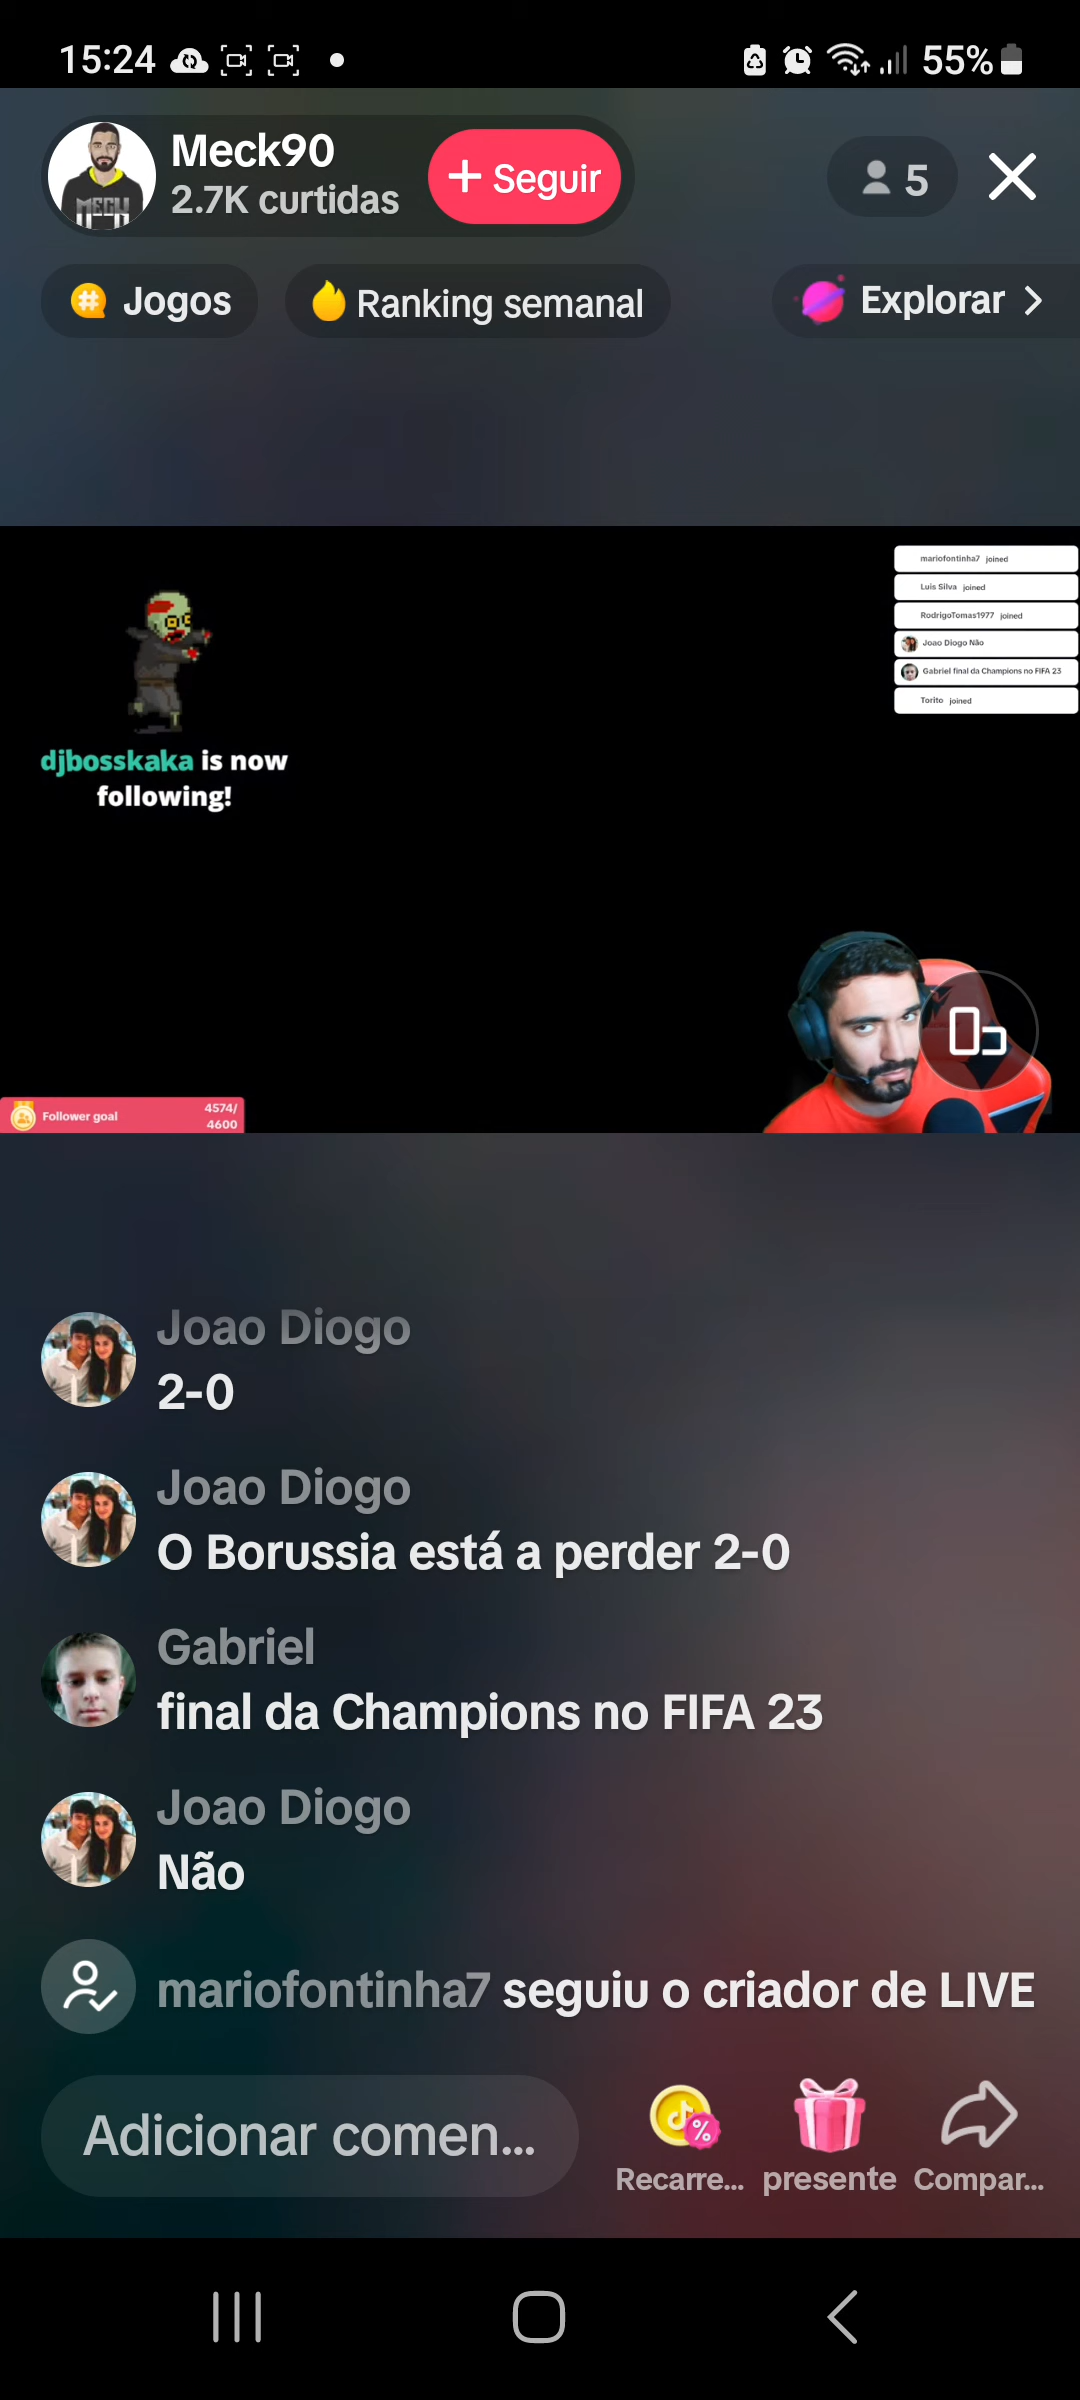 15:24
55%
Meck90
2.7K curtidas
+ Seguir
5
Jogos
Ranking semanal
Explorar
mariofontinha7 joined
Luis Silva joined
RodrigoTomas1977 joined
Joao Diogo Não
Gabriel final da Champions no FIFA 23
Torito joined
djbosskaka is now
following!
Follower goal
4574/
4600
Joao Diogo
2-0
Joao Diogo
O Borussia está a perder 2-0
Gabriel
final da Champions no FIFA 23
Joao Diogo
Não
mariofontinha7 seguiu o criador de LIVE
Adicionar comen...
Recarre...
presente
Compar...